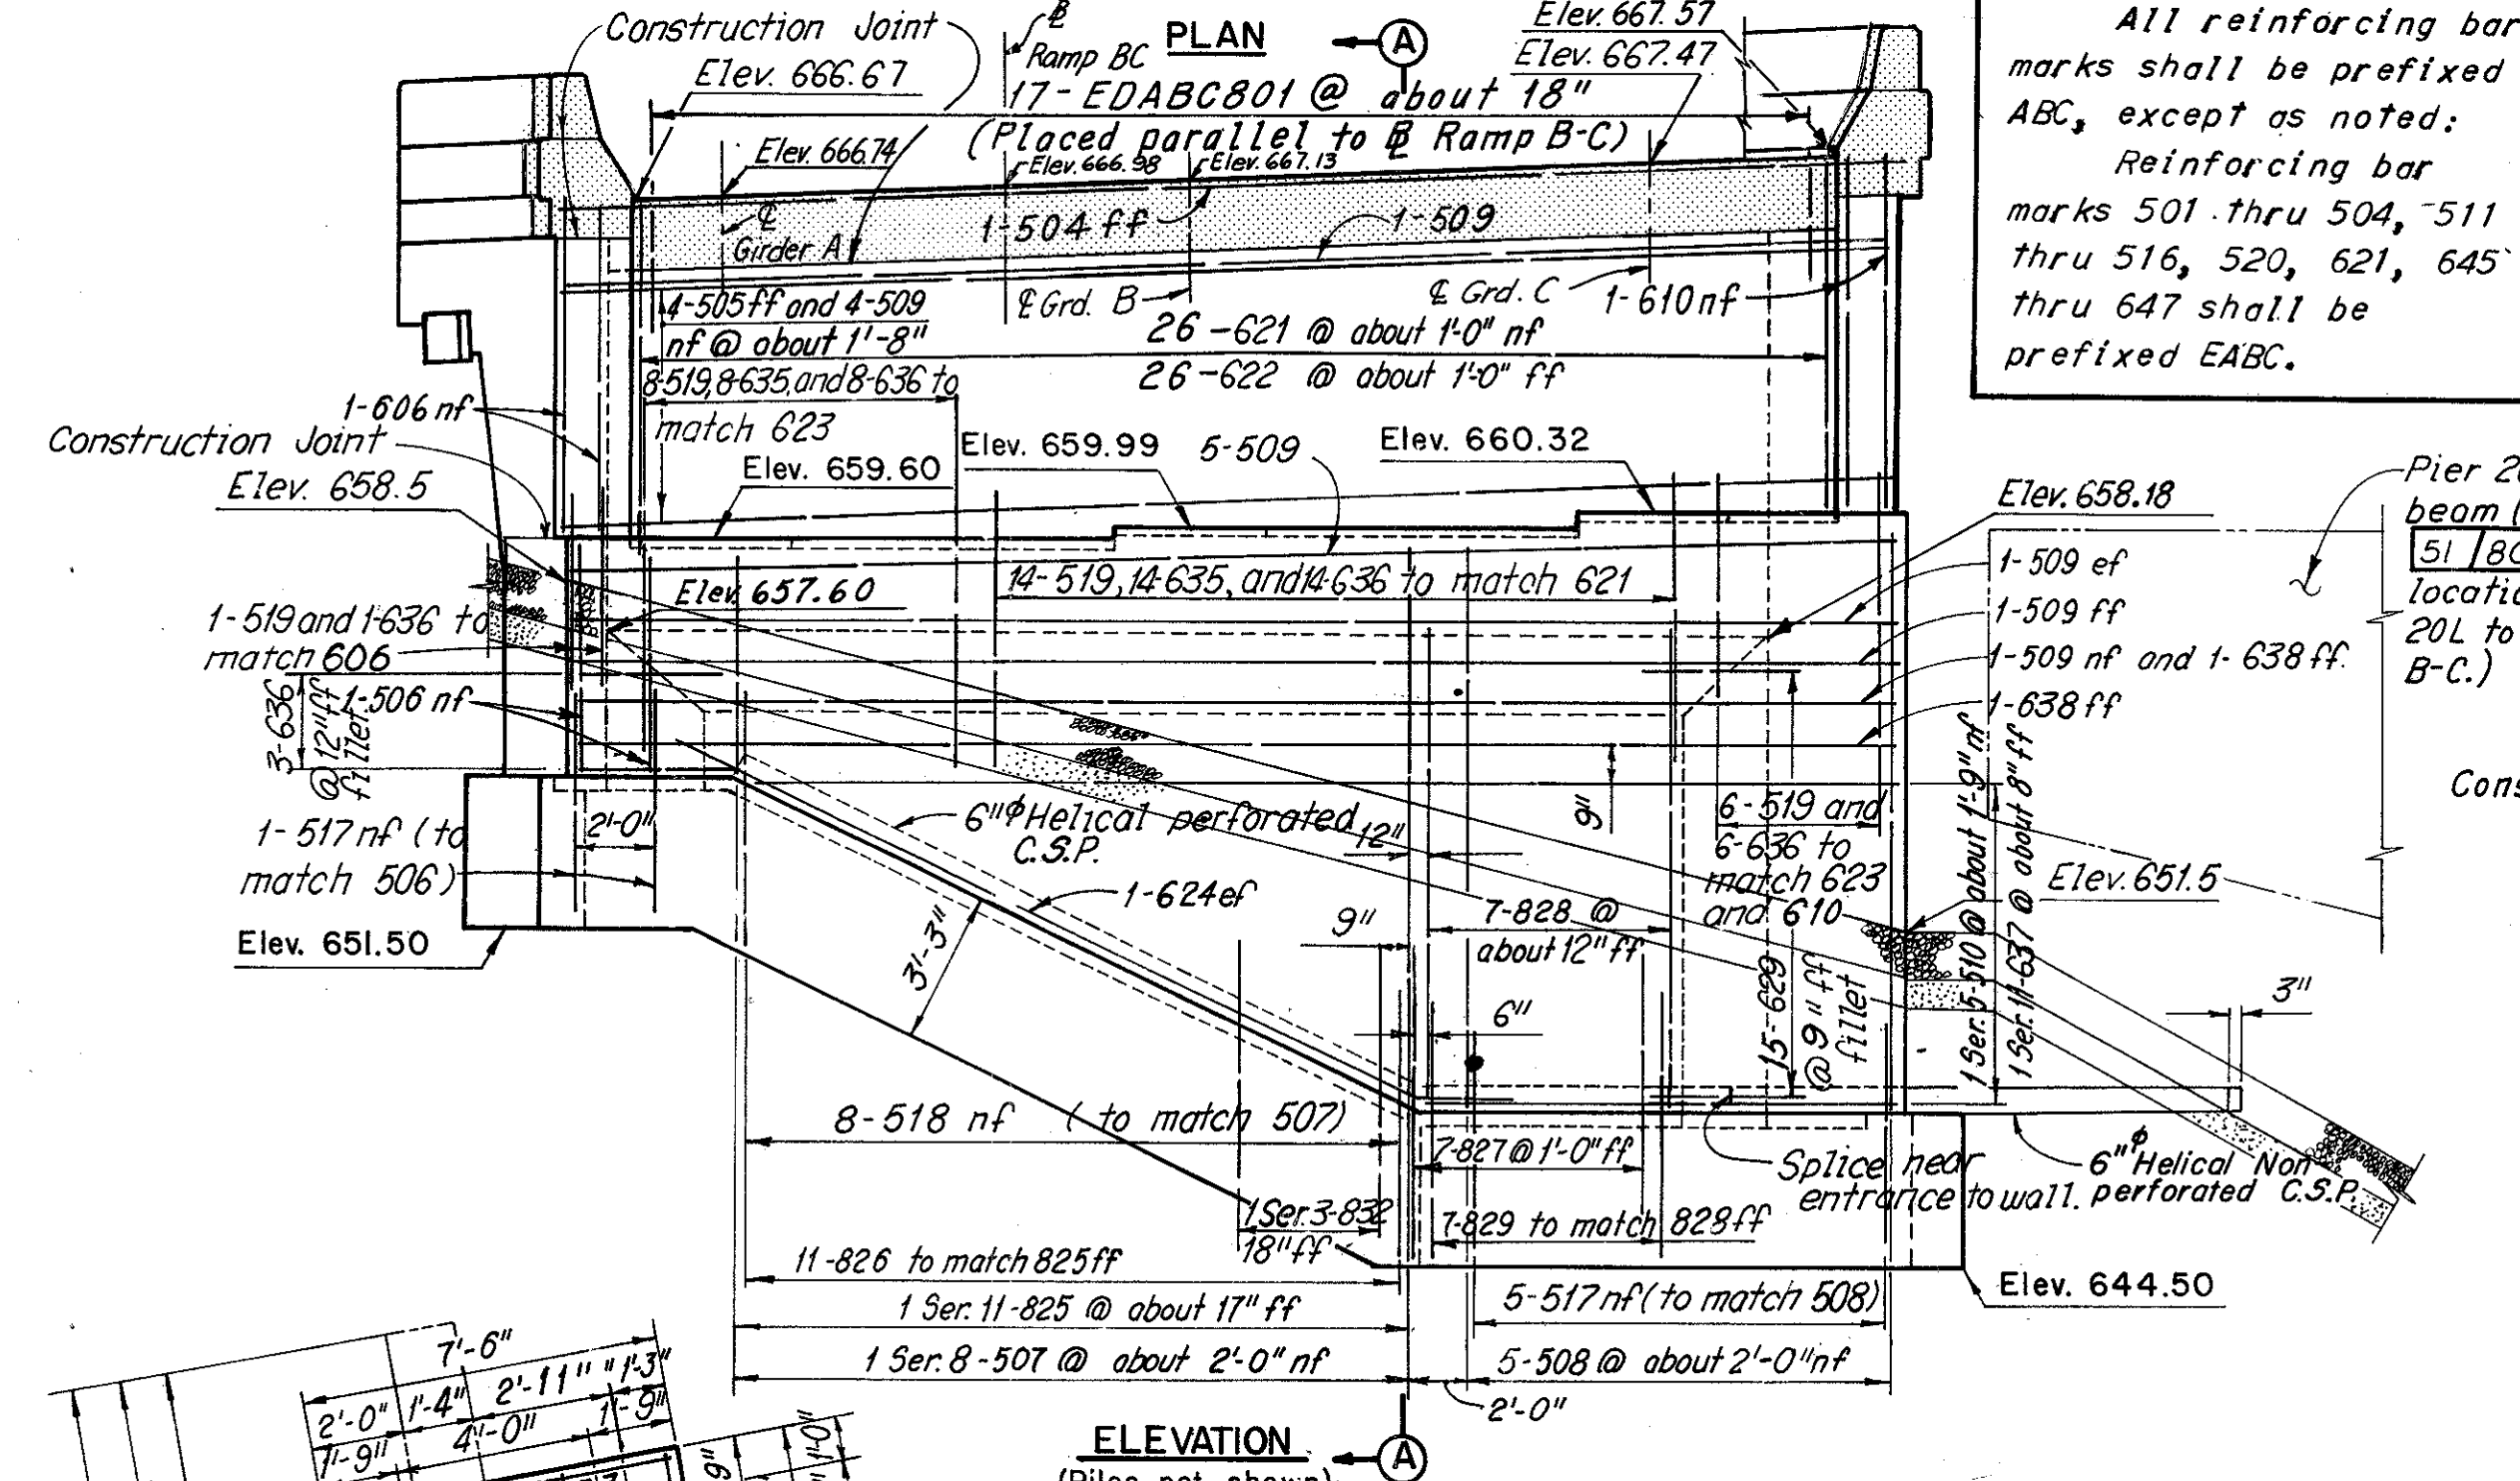 Construction Joint
℄
Ramp BC
PLAN
A
Elev. 667.57
Elev. 667.47
Elev. 666.67
17-EDABC801 @ about 18"
(Placed parallel to ℄ Ramp B-C)
Elev. 666.74
Elev. 666.98
Elev. 667.13
All reinforcing bar
marks shall be prefixed
ABC, except as noted:
Reinforcing bar
marks 501 thru 504, 511
thru 516, 520, 621, 645
thru 647 shall be
prefixed EABC.
1-504 ff
1-509
℄
Girder A
4-505 ff and 4-509
nf @ about 1'-8"
℄ Grd. B
℄ Grd. C
1-610 nf
26-621 @ about 1'-0" nf
26-622 @ about 1'-0" ff
8-519, 8-635, and 8-636 to
match 623
1-606 nf
Construction Joint
Elev. 658.5
Elev. 659.60
Elev. 659.99
5-509
Elev. 660.32
Elev. 658.18
beam (
51 / 80
20L to
B-C.)
14-519, 14-635, and 14-636 to match 621
Elev. 657.60
1-519 and 1-636 to
match 606
1-509 ef
1-509 ff
1-509 nf and 1-638 ff.
1-638 ff
3-636
@ 12" ff
fillet
1-506 nf
1-517 nf (to
match 506)
2'-0"
Elev. 651.50
6"ϕ Helical perforated
C.S.P.
12"
9"
1-624 ef
3'-3"
6-519 and
6-636 to
match 623
and 610
7-828 @
about 12" ff
9"
6"
15-629
@ 9" ff
fillet
1 Ser. 5-510 @ about 1'-9" nf
1 Ser. 11-637 @ about 8" ff
Elev. 651.5
3"
8-518 nf ( to match 507)
7-827 @ 1'-0" ff
Splice near
entrance to wall.
6"ϕ Helical Non
perforated C.S.P.
1 Ser. 3-832
18" ff
7-829 to match 828 ff
11-826 to match 825 ff
1 Ser. 11-825 @ about 17" ff
5-517 nf (to match 508)
Elev. 644.50
1 Ser. 8-507 @ about 2'-0" nf
5-508 @ about 2'-0" nf
2'-0"
7'-6"
2'-0" 1'-4" 2'-11" 1'-3"
1'-9" 4'-0" 1'-9"
9"
1'-0"
ELEVATION
A
(Piles not shown)